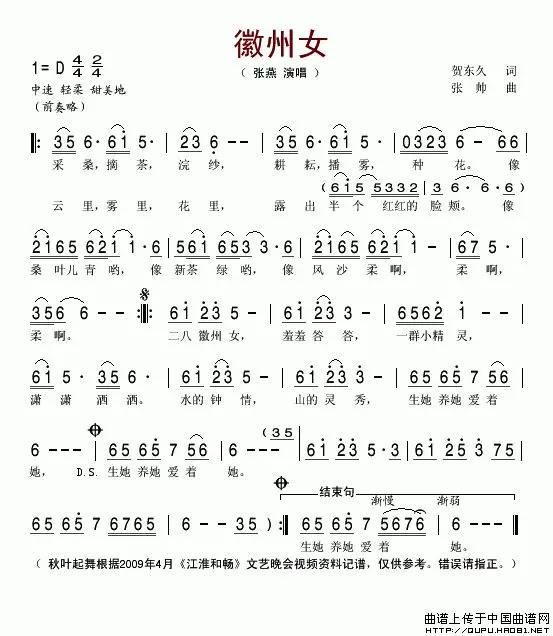 徽州女
（ 张燕 演唱 ）
1=D 4/4 2/4
贺东久 词
中速 轻柔 甜美地
张 帅 曲
（前奏略）
‖: 35 6· 61 5· | 23 6 - - | 35 6· 61 5· | 0323 6 - 66 |
采 桑，摘 茶， 浣 纱， 耕 耘，播 雾， 种 花。 像
(615 5332 | 3 6· 6· 6 )
云 里，雾 里， 花 里， 露 出 半 个 红红的 脸 颊。 像
2165 621 1·6 | 561 653 3·6 | 2165 621 2 - | 67 5· - |
桑 叶儿 青 哟， 像 新茶 绿 哟， 像 风 沙 柔 啊， 柔 啊，
356 6 - - :‖: 61 23 5 - | 61 23 5 - | 6562 1 - |
柔 啊。 二八 徽州 女， 羞羞 答 答， 一群小精 灵，
61 5· 35 5· | 61 23 5 - | 61 23 3 - | 65 65 7 56 |
潇 潇 洒 洒。 水的 钟 情， 山的 灵 秀， 生她 养她 爱 着
6 - - | 65 65 7 56 | 6 - - (35 | 61 23 5·3 | 61 25 3 75 |
她， D.S. 生她 养她 爱 着 她。
结束句 渐慢 渐弱
65 65 7 6765 | 6 - - 35 ) :‖ 65 65 7 5676 | 6 - - - ‖
生她 养她 爱 着 她。
（ 秋叶起舞根据2009年4月《江淮和畅》文艺晚会视频资料记谱，仅供参考。错误请指正。）
曲谱上传于中国曲谱网
HTTP://QUPU.HAO81.NET